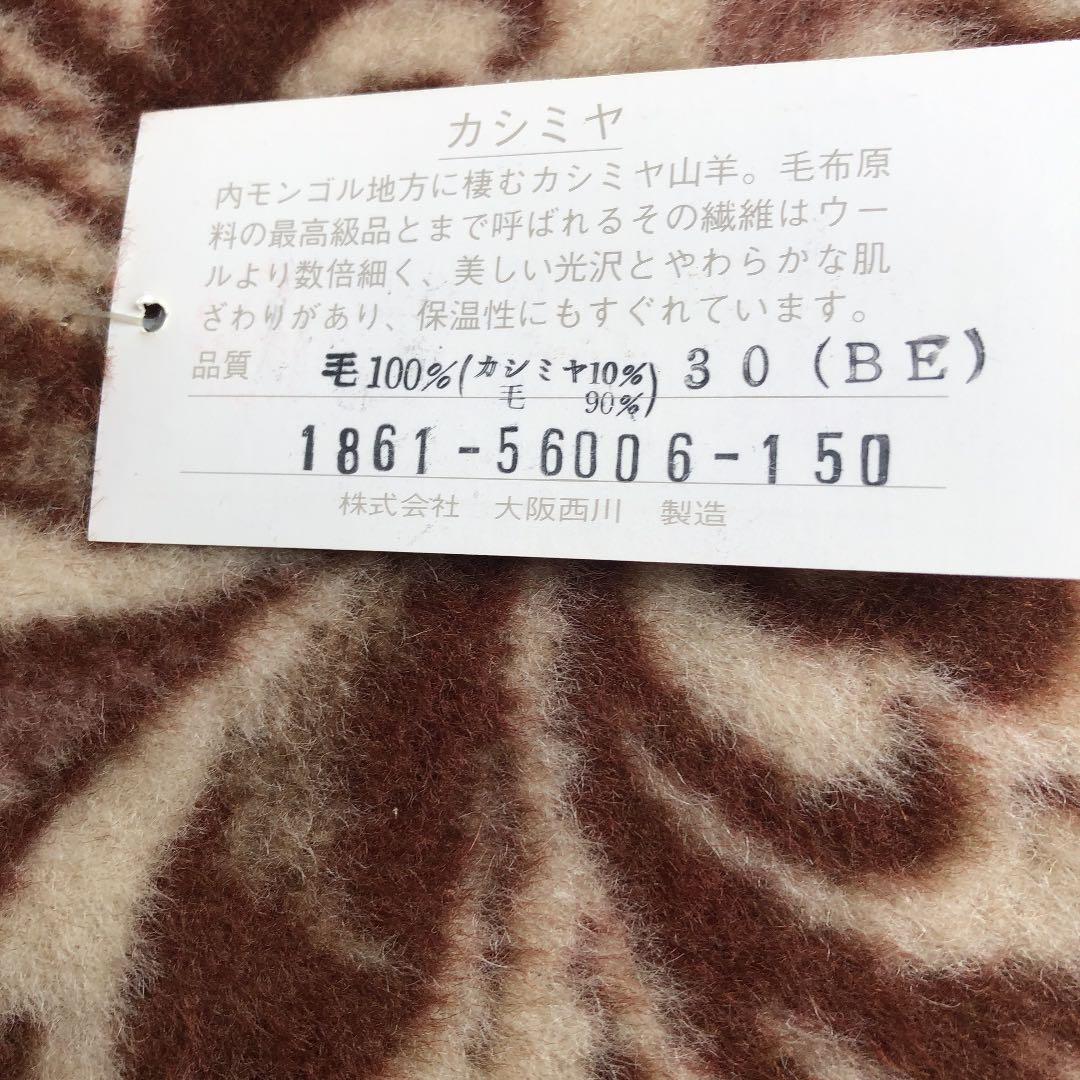 カシミヤ
内モンゴル地方に棲むカシミヤ山羊。毛布原
料の最高級品とまで呼ばれるその繊維はウー
ルより数倍細く、美しい光沢とやわらかな肌
ざわりがあり、保温性にもすぐれています。
品質 毛100%(カシミヤ10% 毛 90%) 30(BE)
1861-56006-150
株式会社 大阪西川 製造